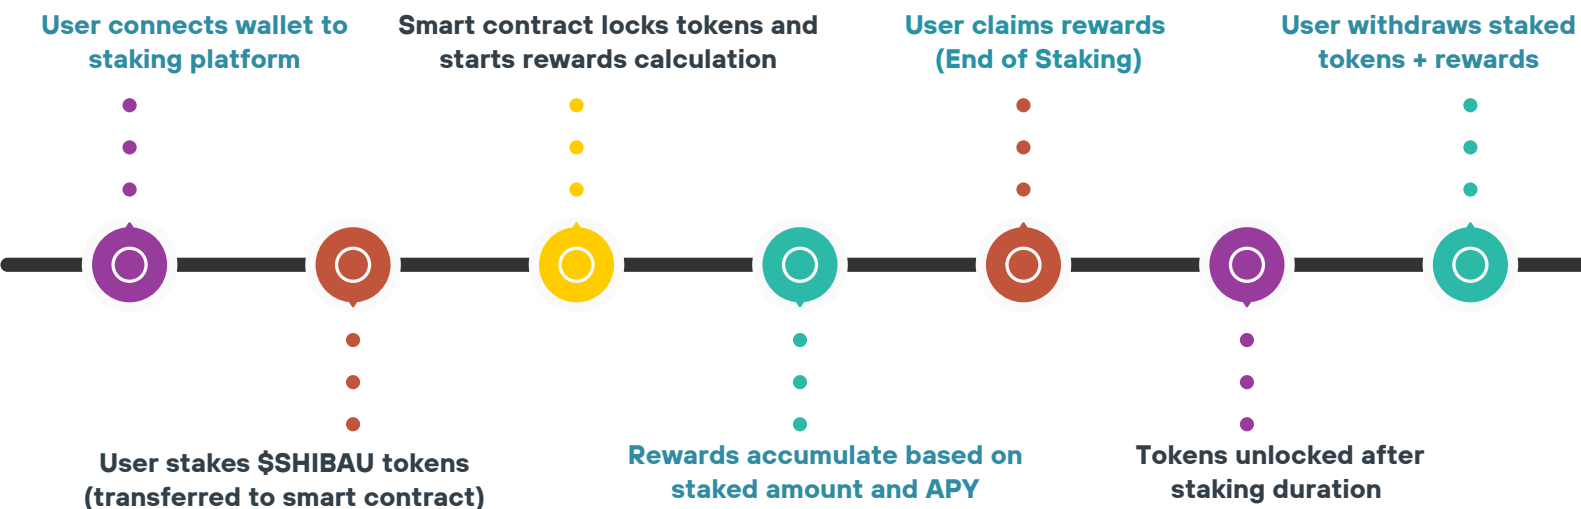 User connects wallet to
staking platform
User stakes $SHIBAU tokens
(transferred to smart contract)
Smart contract locks tokens and
starts rewards calculation
Rewards accumulate based on
staked amount and APY
User claims rewards
(End of Staking)
Tokens unlocked after
staking duration
User withdraws staked
tokens + rewards